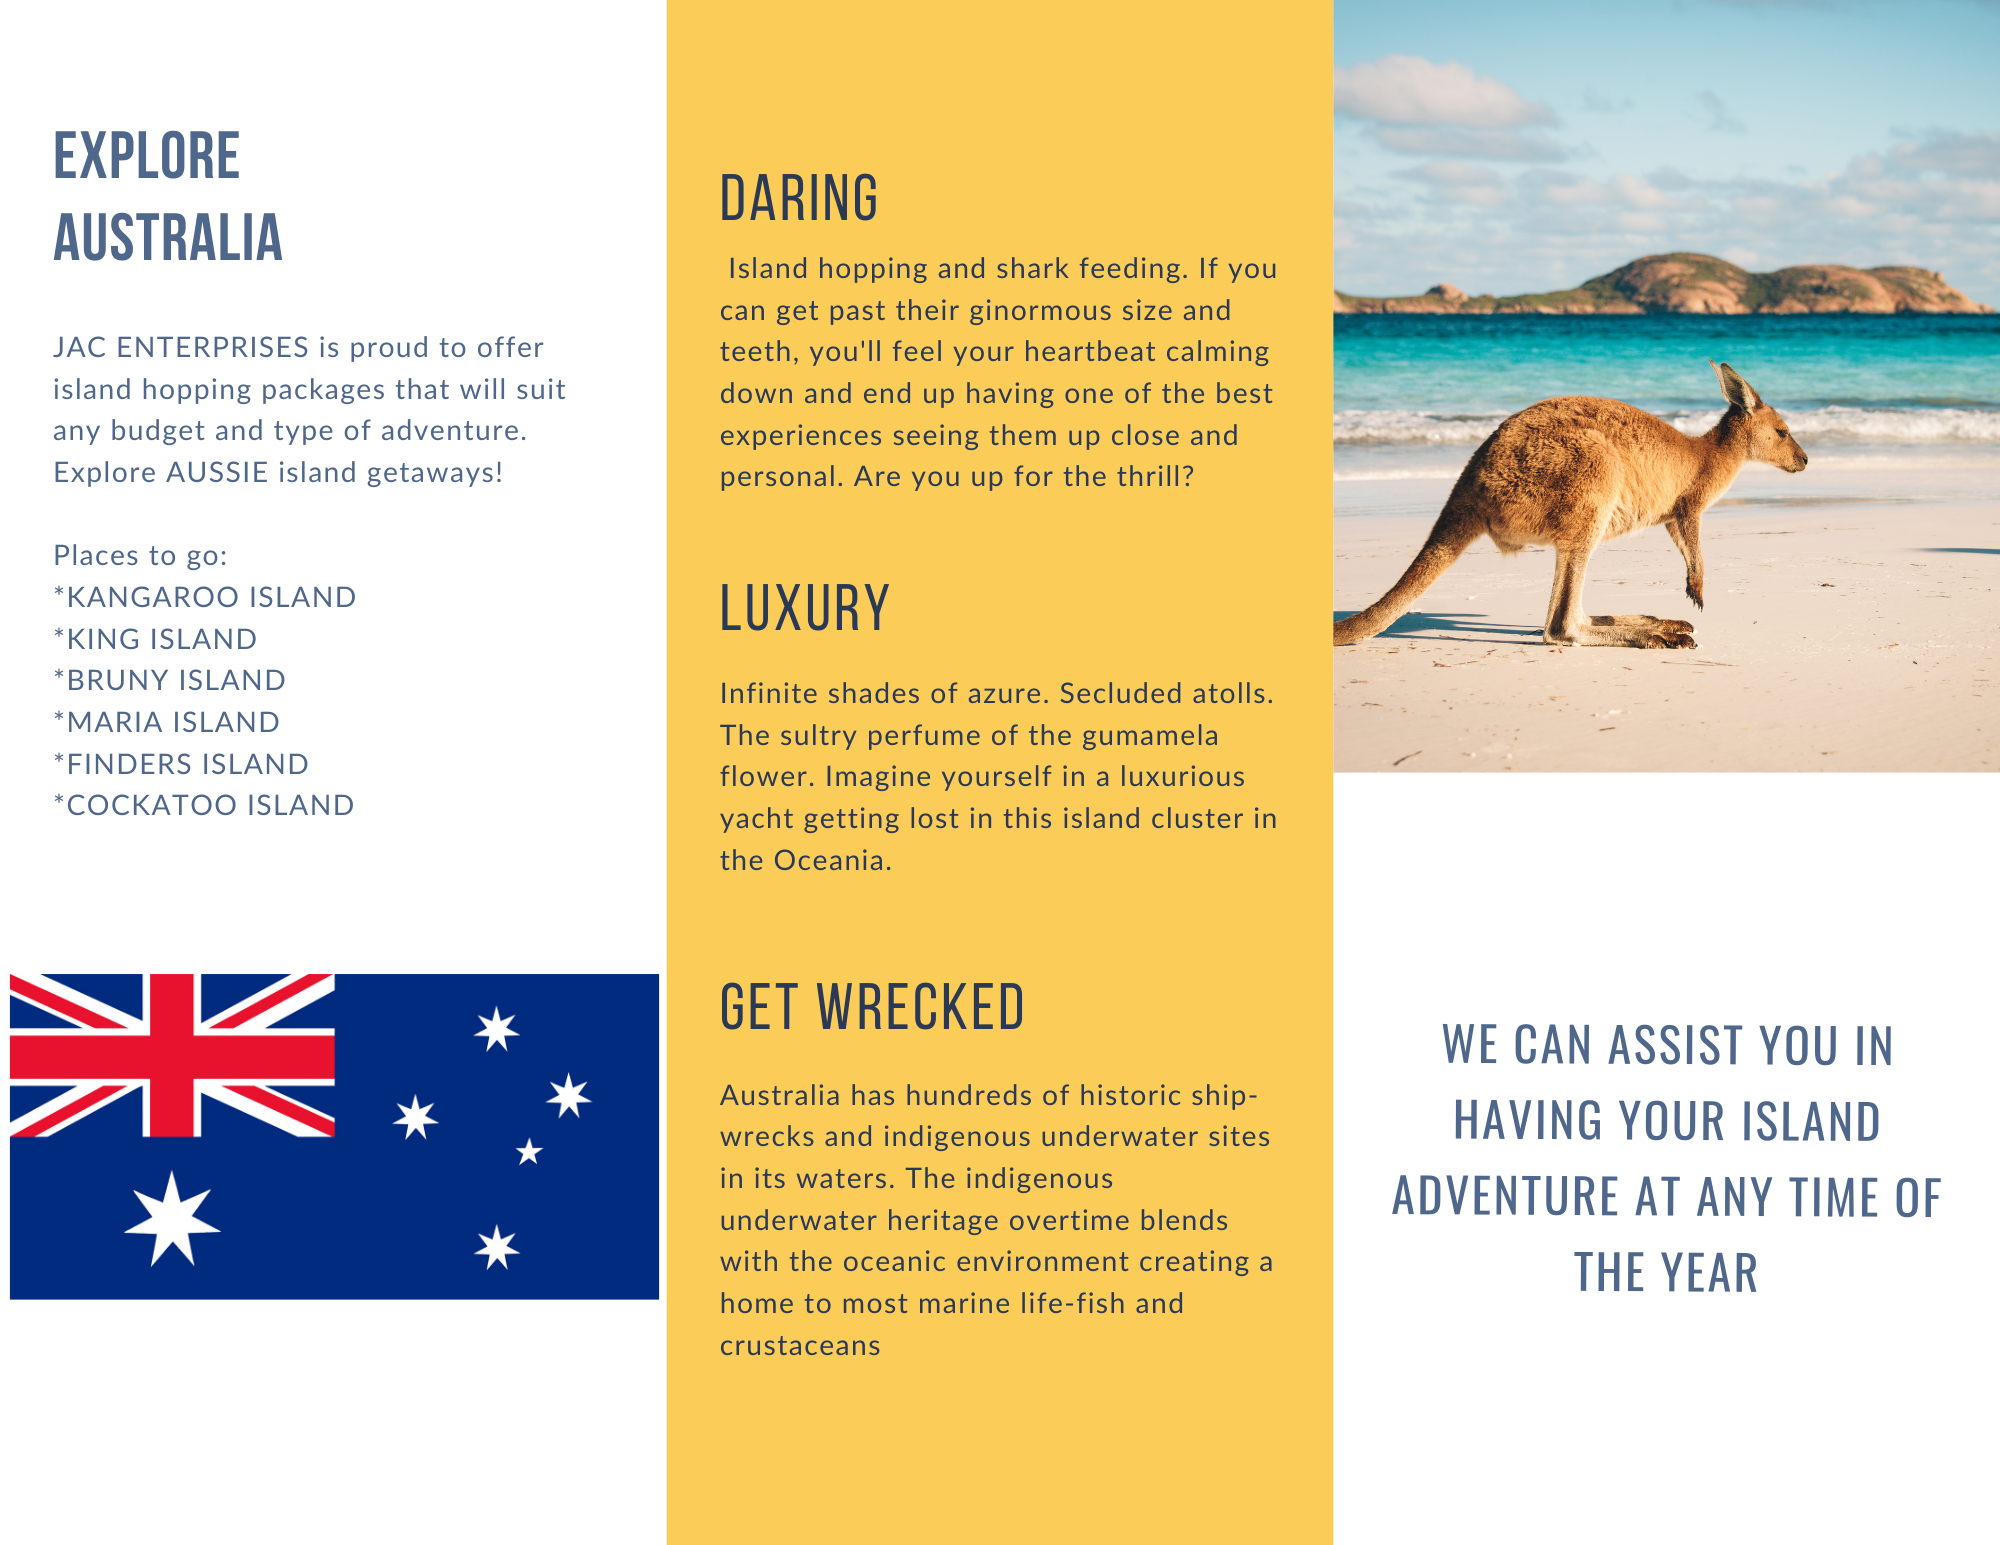 EXPLORE
AUSTRALIA
JAC ENTERPRISES is proud to offer
island hopping packages that will suit
any budget and type of adventure.
Explore AUSSIE island getaways!
Places to go:
*KANGAROO ISLAND
*KING ISLAND
*BRUNY ISLAND
*MARIA ISLAND
*FINDERS ISLAND
*COCKATOO ISLAND
DARING
Island hopping and shark feeding. If you
can get past their ginormous size and
teeth, you'll feel your heartbeat calming
down and end up having one of the best
experiences seeing them up close and
personal. Are you up for the thrill?
LUXURY
Infinite shades of azure. Secluded atolls.
The sultry perfume of the gumamela
flower. Imagine yourself in a luxurious
yacht getting lost in this island cluster in
the Oceania.
GET WRECKED
Australia has hundreds of historic ship-
wrecks and indigenous underwater sites
in its waters. The indigenous
underwater heritage overtime blends
with the oceanic environment creating a
home to most marine life-fish and
crustaceans
WE CAN ASSIST YOU IN
HAVING YOUR ISLAND
ADVENTURE AT ANY TIME OF
THE YEAR